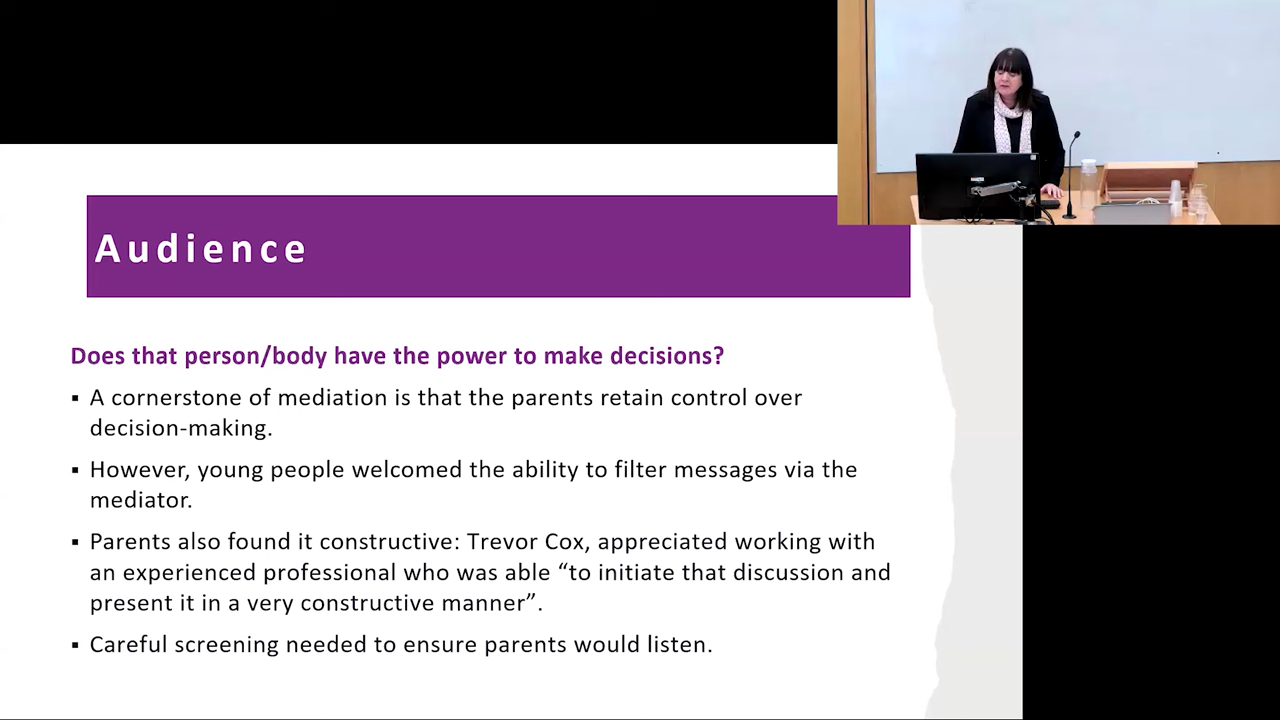 Audience
Does that person/body have the power to make decisions?
▪ A cornerstone of mediation is that the parents retain control over
decision-making.
▪ However, young people welcomed the ability to filter messages via the
mediator.
▪ Parents also found it constructive: Trevor Cox, appreciated working with
an experienced professional who was able “to initiate that discussion and
present it in a very constructive manner”.
▪ Careful screening needed to ensure parents would listen.